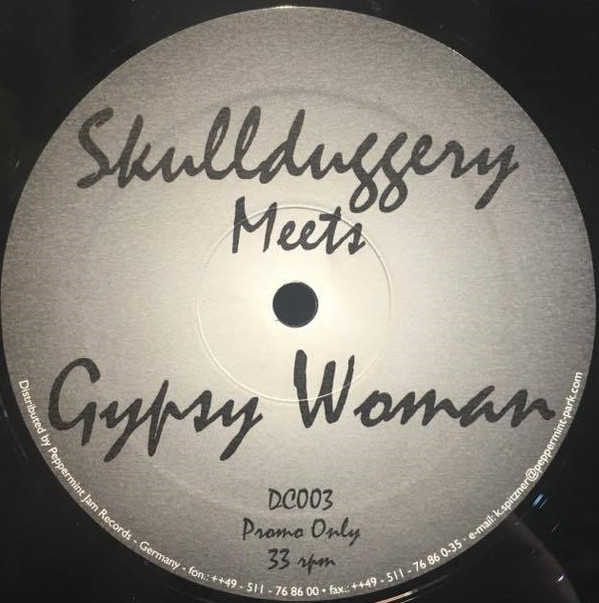 Skullduggery
Meets
Gypsy Woman
DC003
Promo Only
33 rpm
Distributed by Peppermint Jam Records - Germany - fon.: ++49 - 511 - 76 86 00 • fax.: ++49 - 511 - 76 86 0-35 · e-mail: k.spitzner@peppermint-park.com